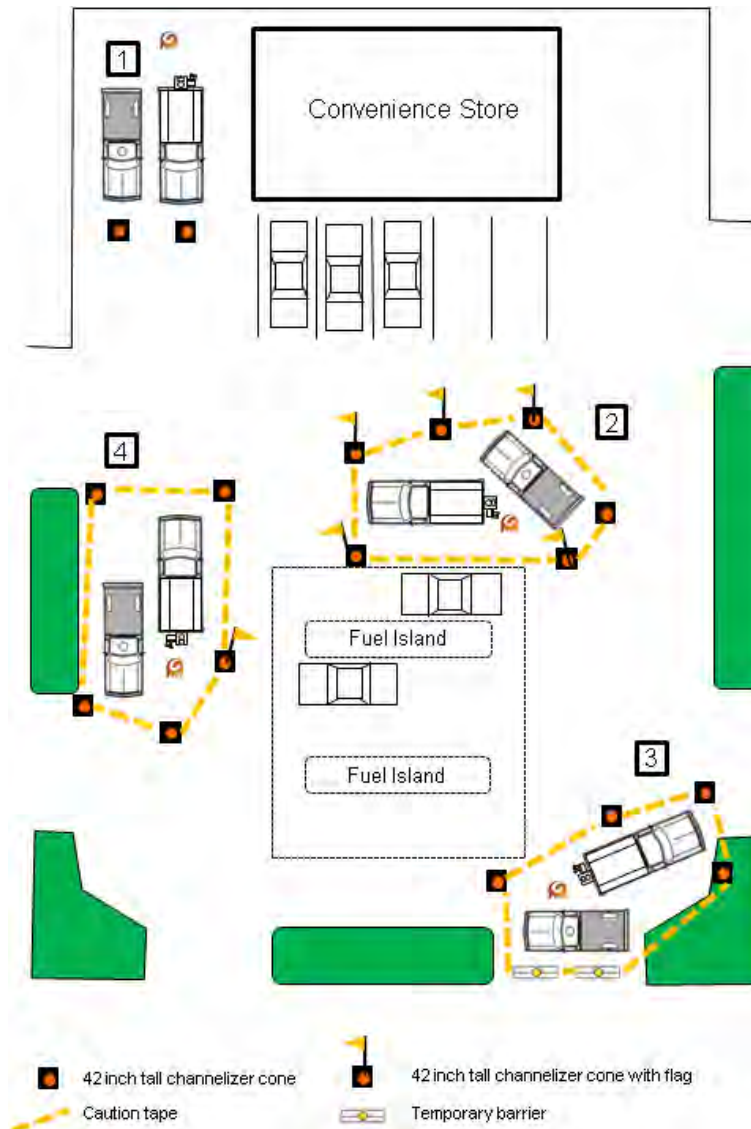 1
Convenience Store
2
4
Fuel Island
Fuel Island
3
42 inch tall channelizer cone
42 inch tall channelizer cone with flag
Caution tape
Temporary barrier